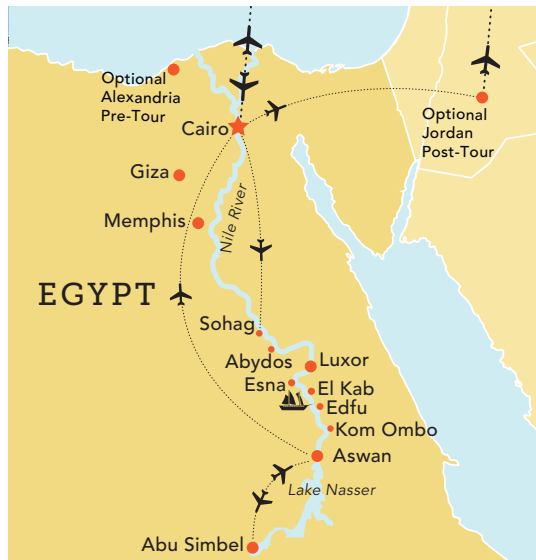 Optional
Alexandria
Pre-Tour
Optional
Jordan
Post-Tour
Cairo
Giza
Memphis
Nile River
EGYPT
Sohag
Abydos
Luxor
Esna
El Kab
Edfu
Kom Ombo
Aswan
Lake Nasser
Abu Simbel